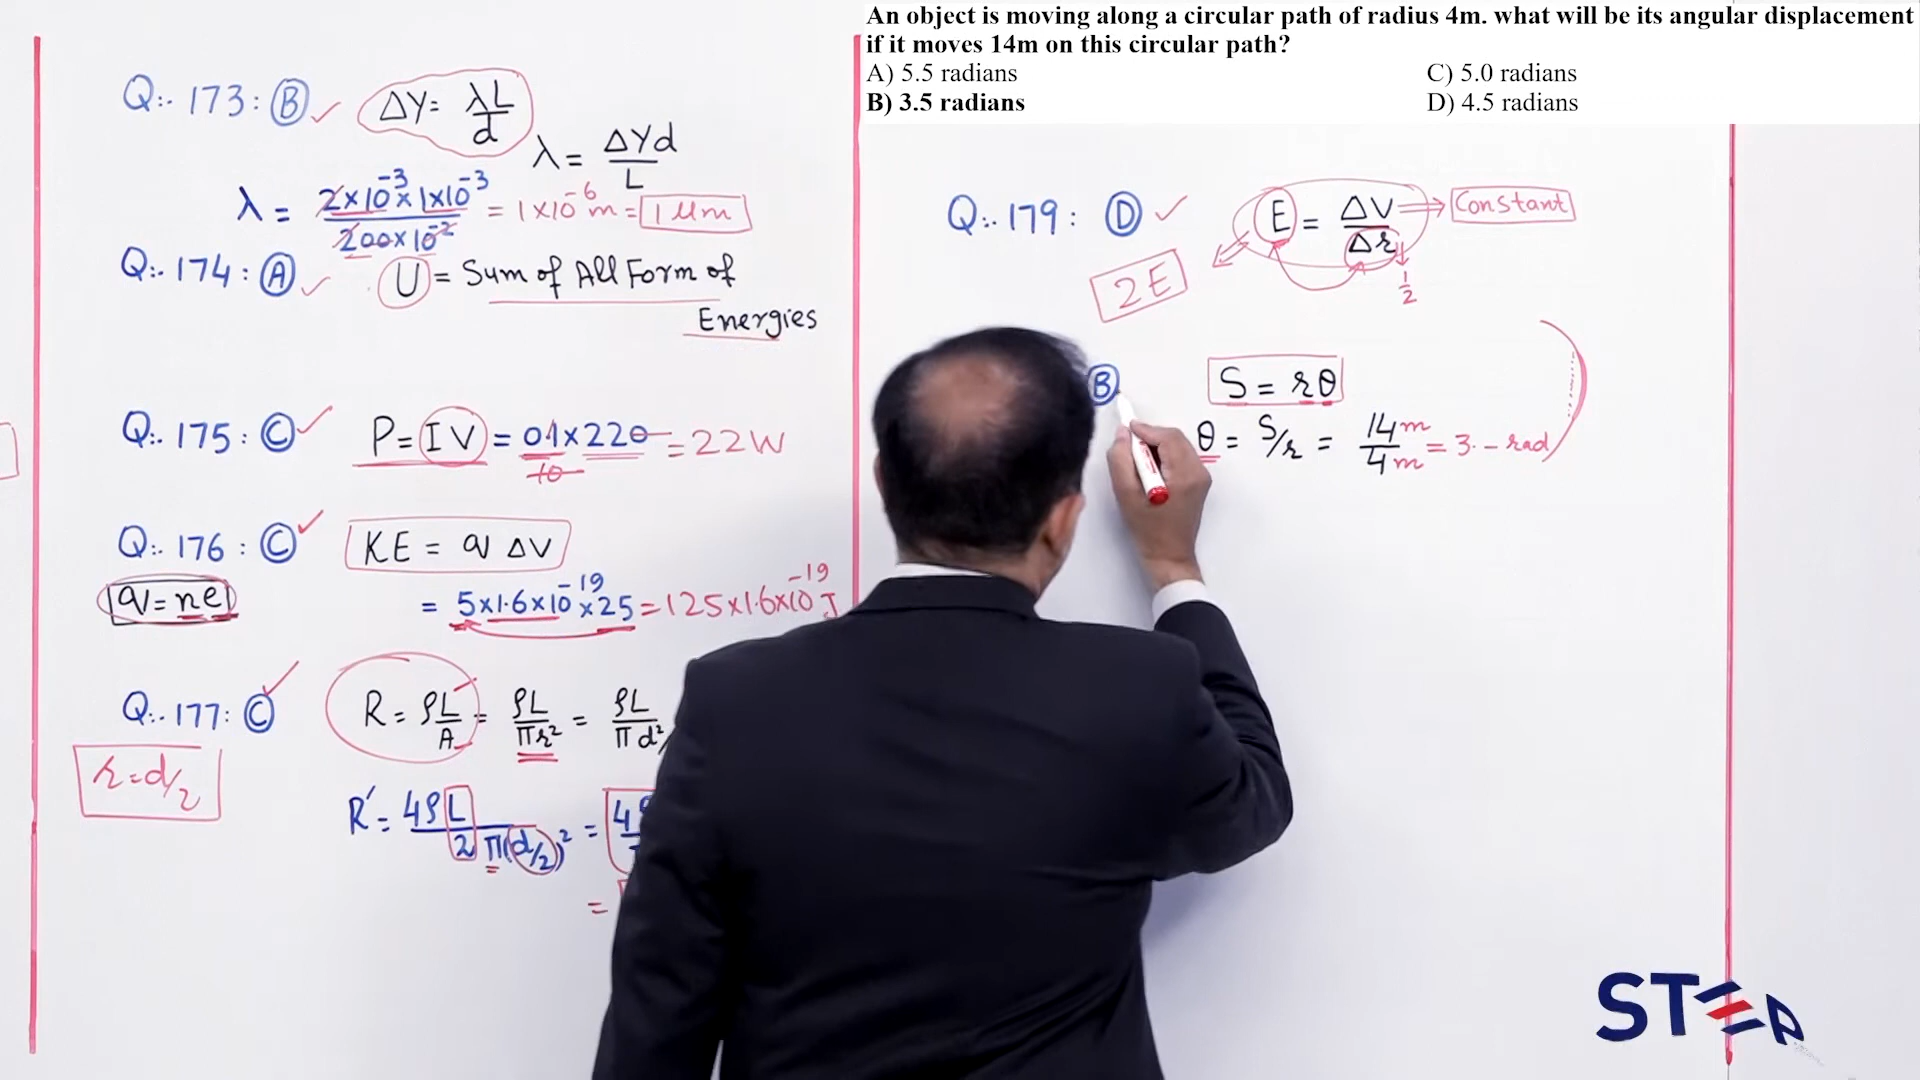 An object is moving along a circular path of radius 4m. what will be its angular displacement
if it moves 14m on this circular path?
A) 5.5 radians
C) 5.0 radians
B) 3.5 radians
D) 4.5 radians
Q:. 173: B ✓ ΔY = λL/d
λ = ΔYd/L
λ = 2×10⁻³×1×10⁻³/200×10⁻² = 1×10⁻⁶m = 1μm
Q:. 174: A ✓ U = Sum of All Form of
Energies
Q:. 175: C ✓ P = IV = 01×220/10 = 22W
Q:. 176: C ✓ KE = qΔV
q = ne
= 5×1.6×10⁻¹⁹×25 = 125×1.6×10⁻¹⁹J
Q:. 177: C ✓ R = ρL/A = ρL/πr² = ρL/πd²
r = d/2
R′ = 4ρL/2π(d/2)² = 4
=
Q:. 179: D ✓ E = ΔV/Δr → Constant
1/2
2E
B S = rθ
θ = S/r = 14m/4m = 3.- rad
STEP